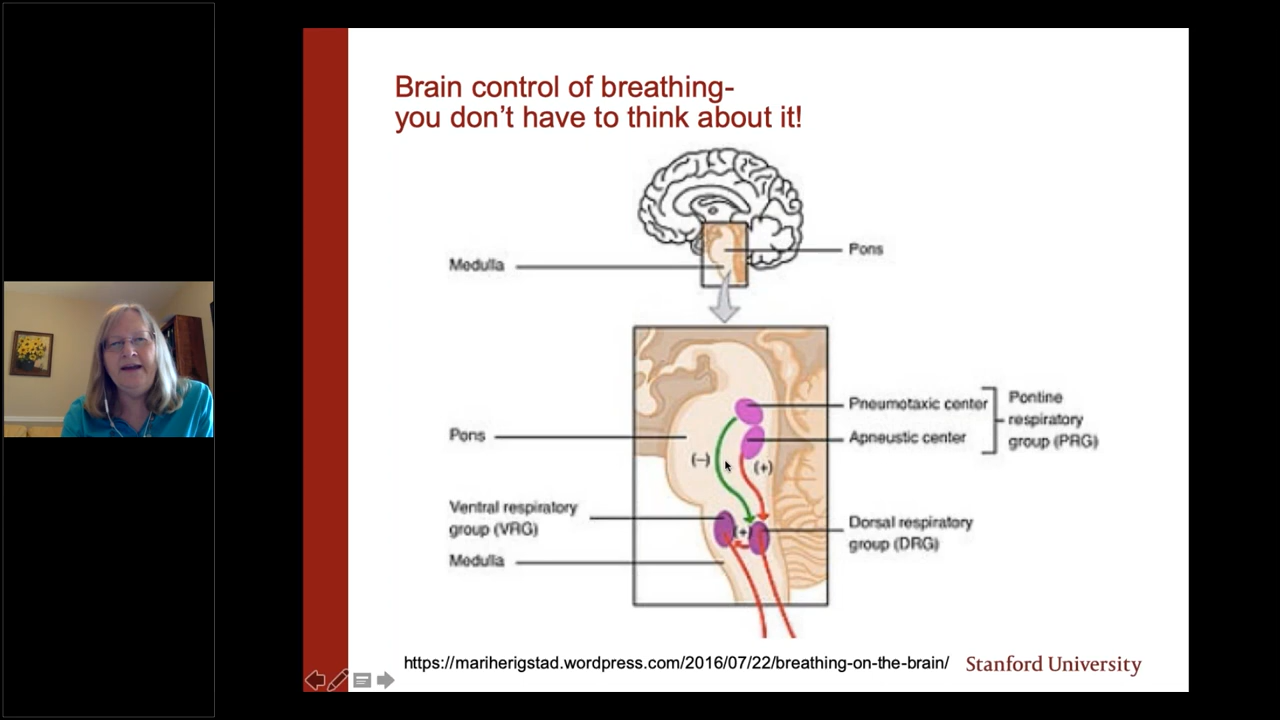 Brain control of breathing-
you don't have to think about it!
Pons
Medulla
Pneumotaxic center
Apneustic center
Pontine
respiratory
group (PRG)
Pons
(–)
(+)
Ventral respiratory
group (VRG)
(+)
Dorsal respiratory
group (DRG)
Medulla
https://mariherigstad.wordpress.com/2016/07/22/breathing-on-the-brain/
Stanford University